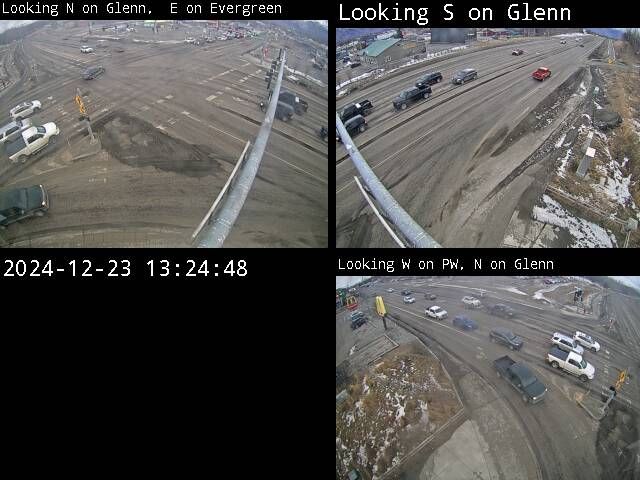 Looking N on Glenn,  E on Evergreen
Looking S on Glenn
2024-12-23 13:24:48
Looking W on PW, N on Glenn